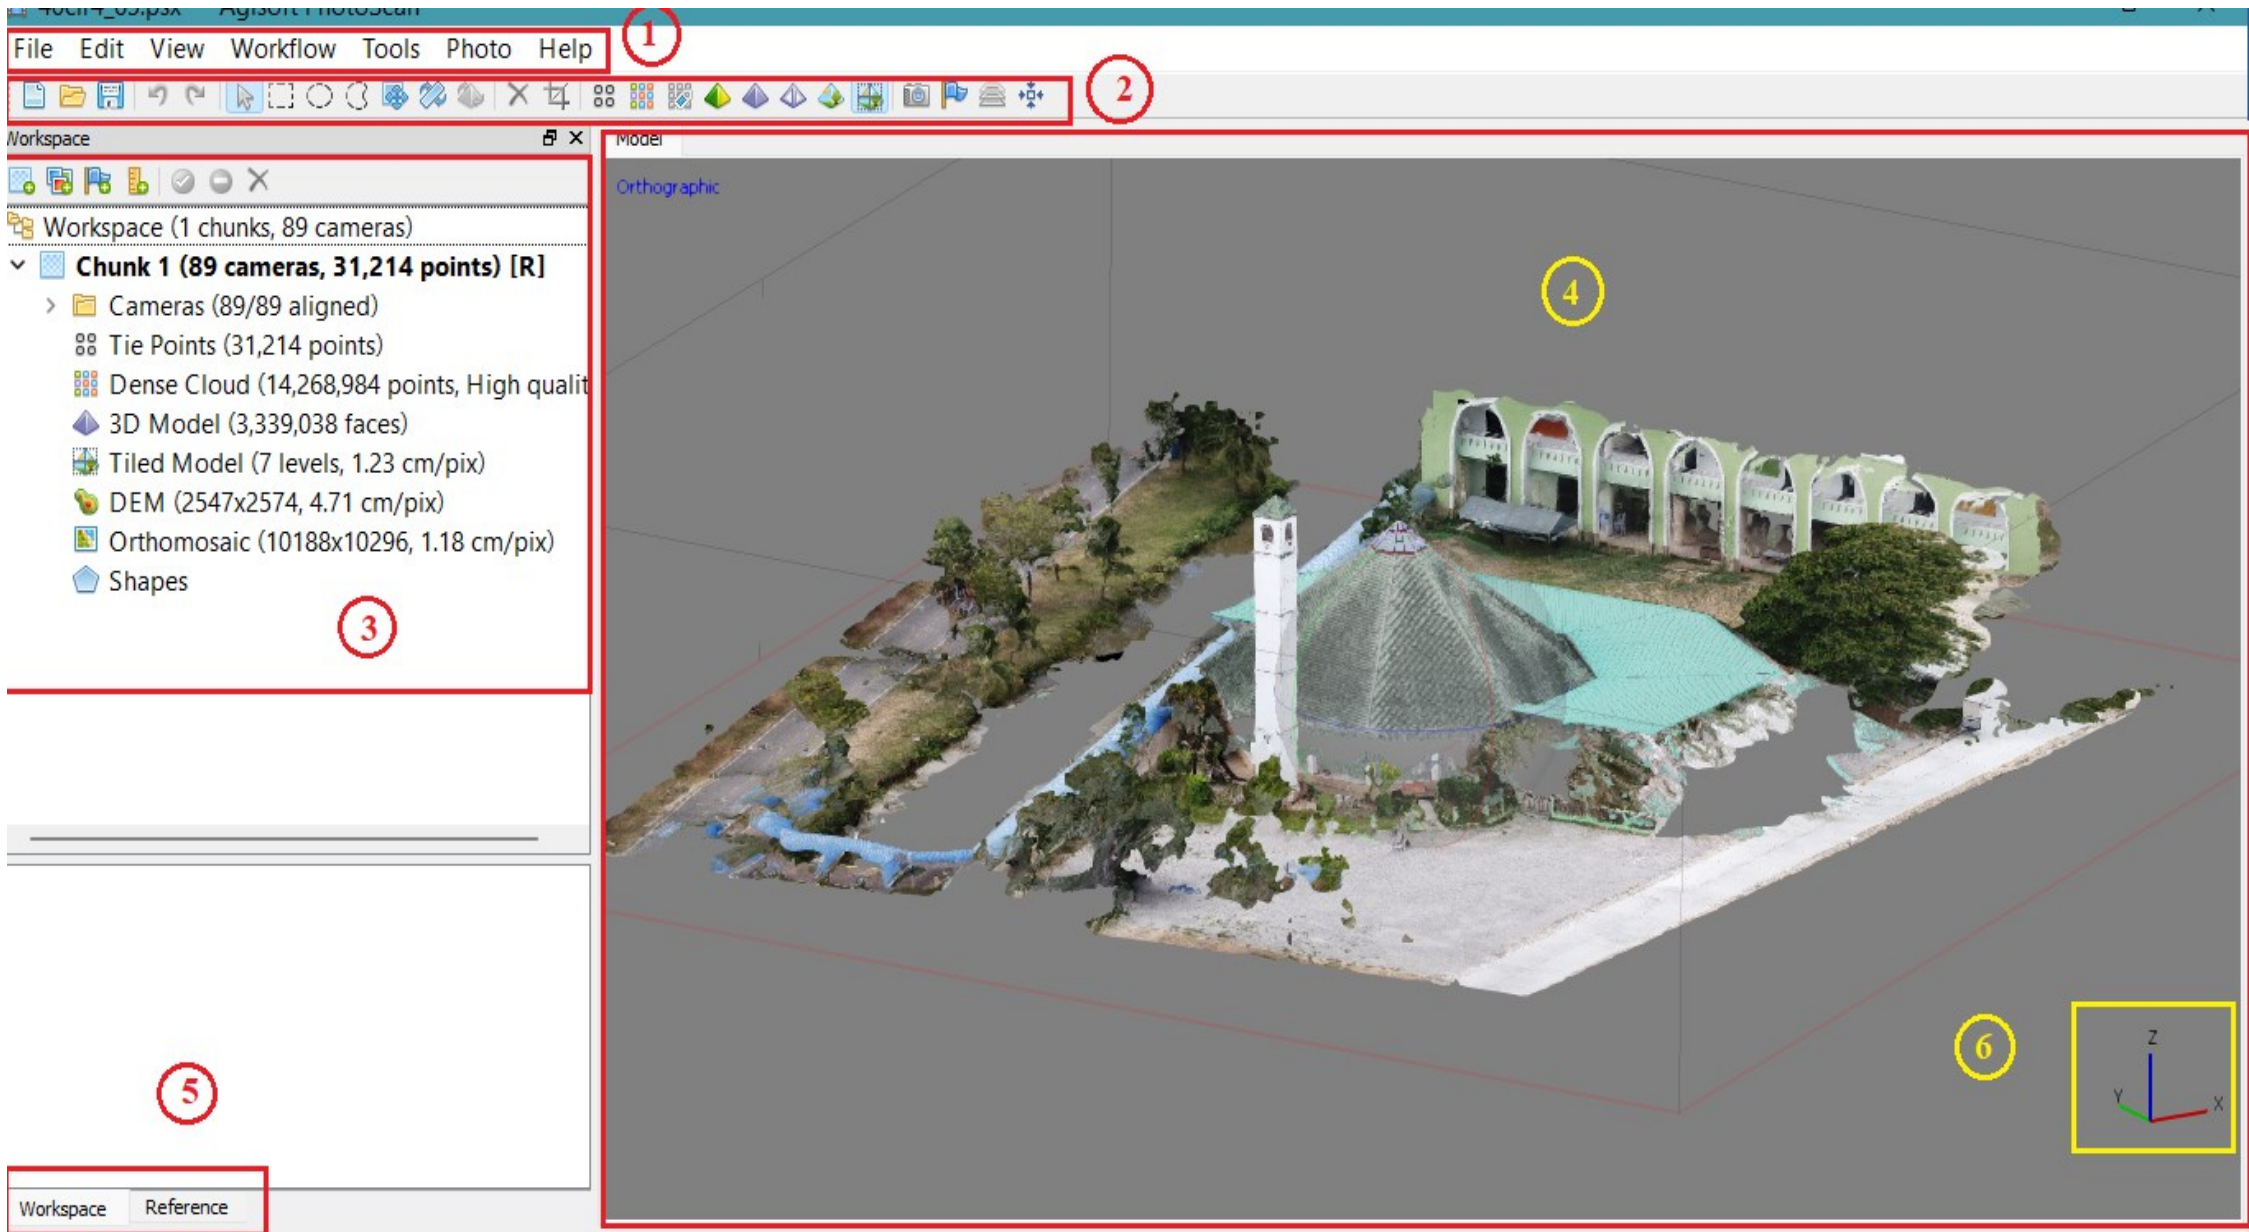 Agisoft PhotoScan
File Edit View Workflow Tools Photo Help
1
2
Workspace
Model
Orthographic
Workspace (1 chunks, 89 cameras)
Chunk 1 (89 cameras, 31,214 points) [R]
Cameras (89/89 aligned)
Tie Points (31,214 points)
Dense Cloud (14,268,984 points, High qualit
3D Model (3,339,038 faces)
Tiled Model (7 levels, 1.23 cm/pix)
DEM (2547x2574, 4.71 cm/pix)
Orthomosaic (10188x10296, 1.18 cm/pix)
Shapes
3
4
5
6
Z
Y
X
Workspace Reference